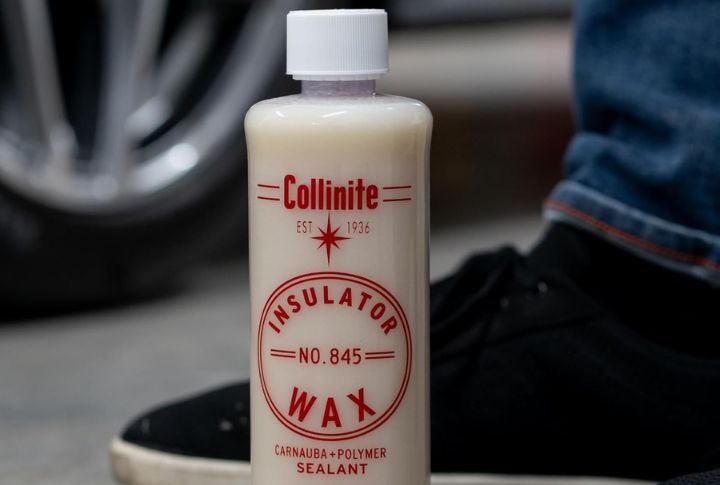 Collinite
EST 1936
INSULATOR
NO. 845
WAX
CARNAUBA+POLYMER
SEALANT